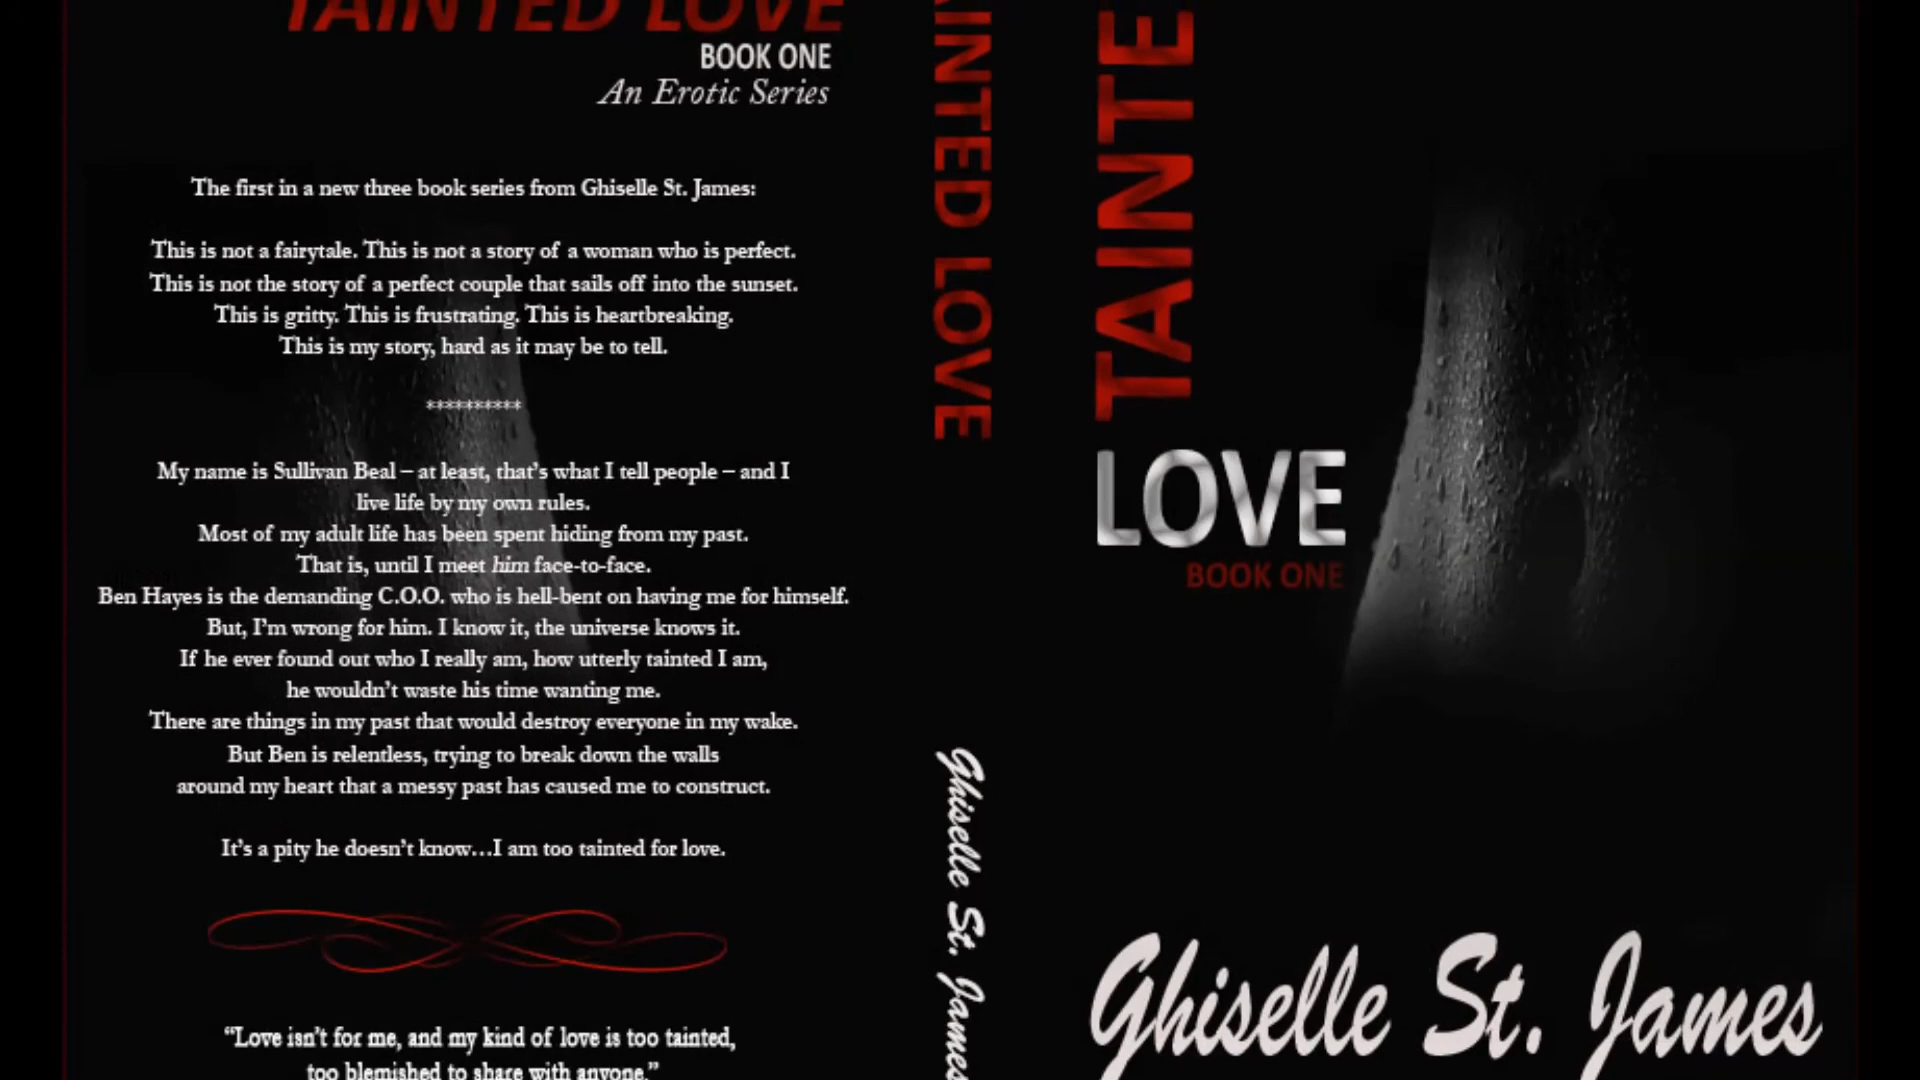 TAINTED LOVE
BOOK ONE
An Erotic Series
The first in a new three book series from Ghiselle St. James:
This is not a fairytale. This is not a story of a woman who is perfect.
This is not the story of a perfect couple that sails off into the sunset.
This is gritty. This is frustrating. This is heartbreaking.
This is my story, hard as it may be to tell.
**********
My name is Sullivan Beal – at least, that's what I tell people – and I
live life by my own rules.
Most of my adult life has been spent hiding from my past.
That is, until I meet him face-to-face.
Ben Hayes is the demanding C.O.O. who is hell-bent on having me for himself.
But, I'm wrong for him. I know it, the universe knows it.
If he ever found out who I really am, how utterly tainted I am,
he wouldn't waste his time wanting me.
There are things in my past that would destroy everyone in my wake.
But Ben is relentless, trying to break down the walls
around my heart that a messy past has caused me to construct.
It's a pity he doesn't know…I am too tainted for love.
“Love isn't for me, and my kind of love is too tainted,
too blemished to share with anyone.”
AINTED LOVE
Ghiselle St. James
TAINTE
LOVE
BOOK ONE
Ghiselle St. James